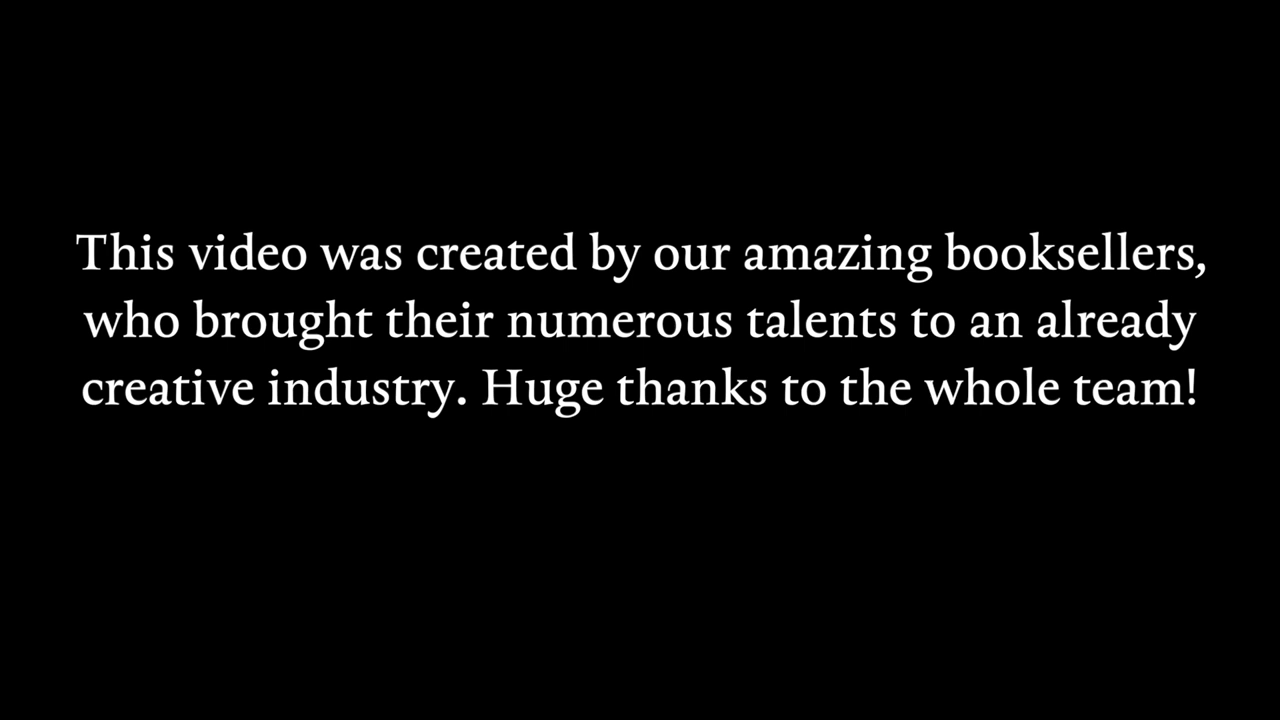 This video was created by our amazing booksellers,
who brought their numerous talents to an already
creative industry. Huge thanks to the whole team!